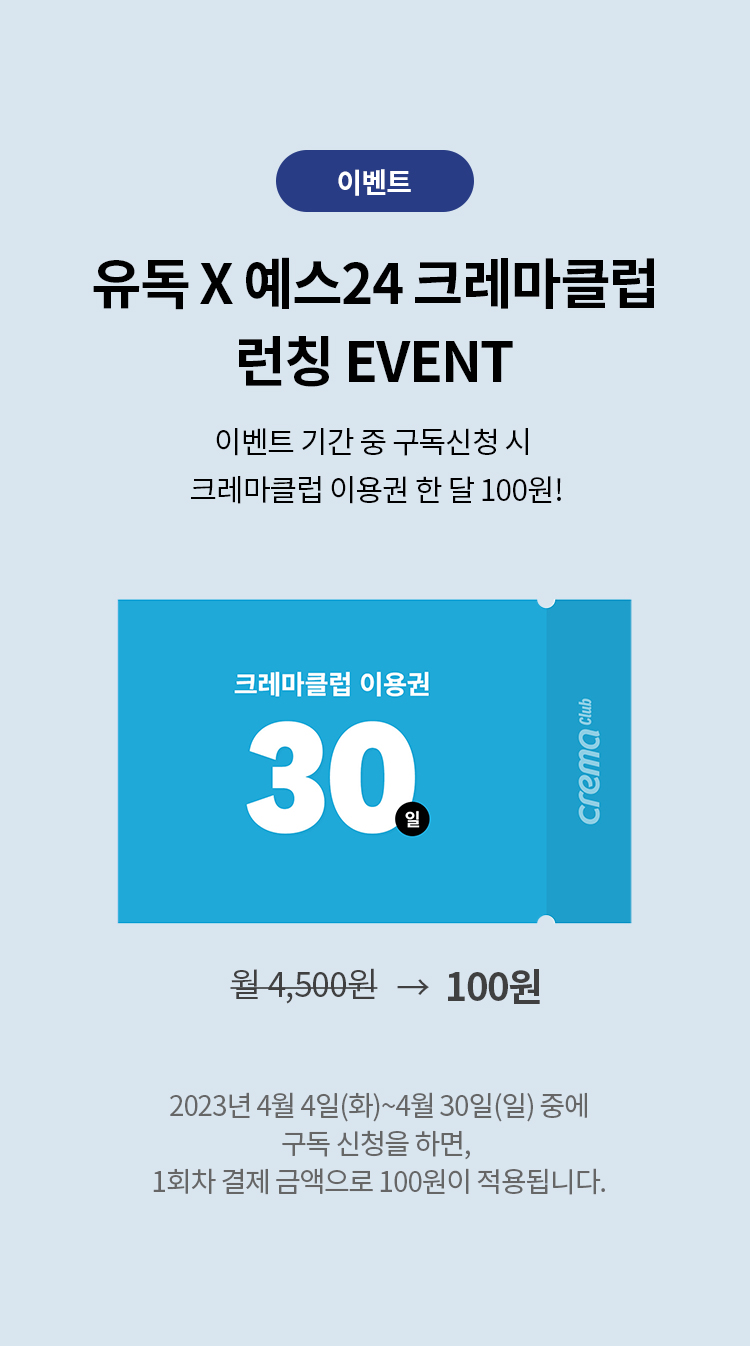 이벤트
유독 X 예스24 크레마클럽
런칭 EVENT
이벤트 기간 중 구독신청 시
크레마클럽 이용권 한 달 100원!
크레마클럽 이용권
30일
crema Club
월 4,500원 → 100원
2023년 4월 4일(화)~4월 30일(일) 중에
구독 신청을 하면,
1회차 결제 금액으로 100원이 적용됩니다.